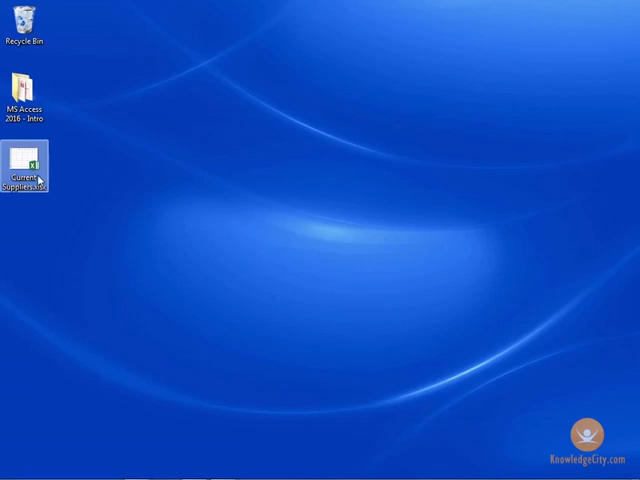 Recycle Bin
MS Access
2016 - Intro
Current
Suppliers.xlsx
KnowledgeCity.com